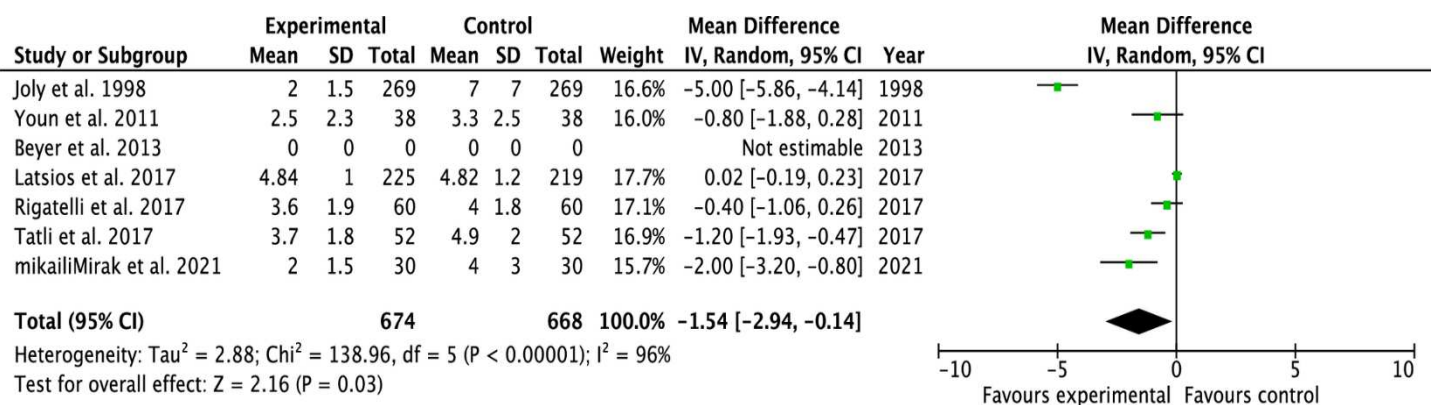 Experimental Control Mean Difference Mean Difference
Study or Subgroup Mean SD Total Mean SD Total Weight IV, Random, 95% CI Year IV, Random, 95% CI
Joly et al. 1998 2 1.5 269 7 7 269 16.6% −5.00 [−5.86, −4.14] 1998
Youn et al. 2011 2.5 2.3 38 3.3 2.5 38 16.0% −0.80 [−1.88, 0.28] 2011
Beyer et al. 2013 0 0 0 0 0 0 Not estimable 2013
Latsios et al. 2017 4.84 1 225 4.82 1.2 219 17.7% 0.02 [−0.19, 0.23] 2017
Rigatelli et al. 2017 3.6 1.9 60 4 1.8 60 17.1% −0.40 [−1.06, 0.26] 2017
Tatli et al. 2017 3.7 1.8 52 4.9 2 52 16.9% −1.20 [−1.93, −0.47] 2017
mikailiMirak et al. 2021 2 1.5 30 4 3 30 15.7% −2.00 [−3.20, −0.80] 2021
Total (95% CI) 674 668 100.0% −1.54 [−2.94, −0.14]
Heterogeneity: Tau² = 2.88; Chi² = 138.96, df = 5 (P < 0.00001); I² = 96%
Test for overall effect: Z = 2.16 (P = 0.03)
−10 −5 0 5 10
Favours experimental Favours control